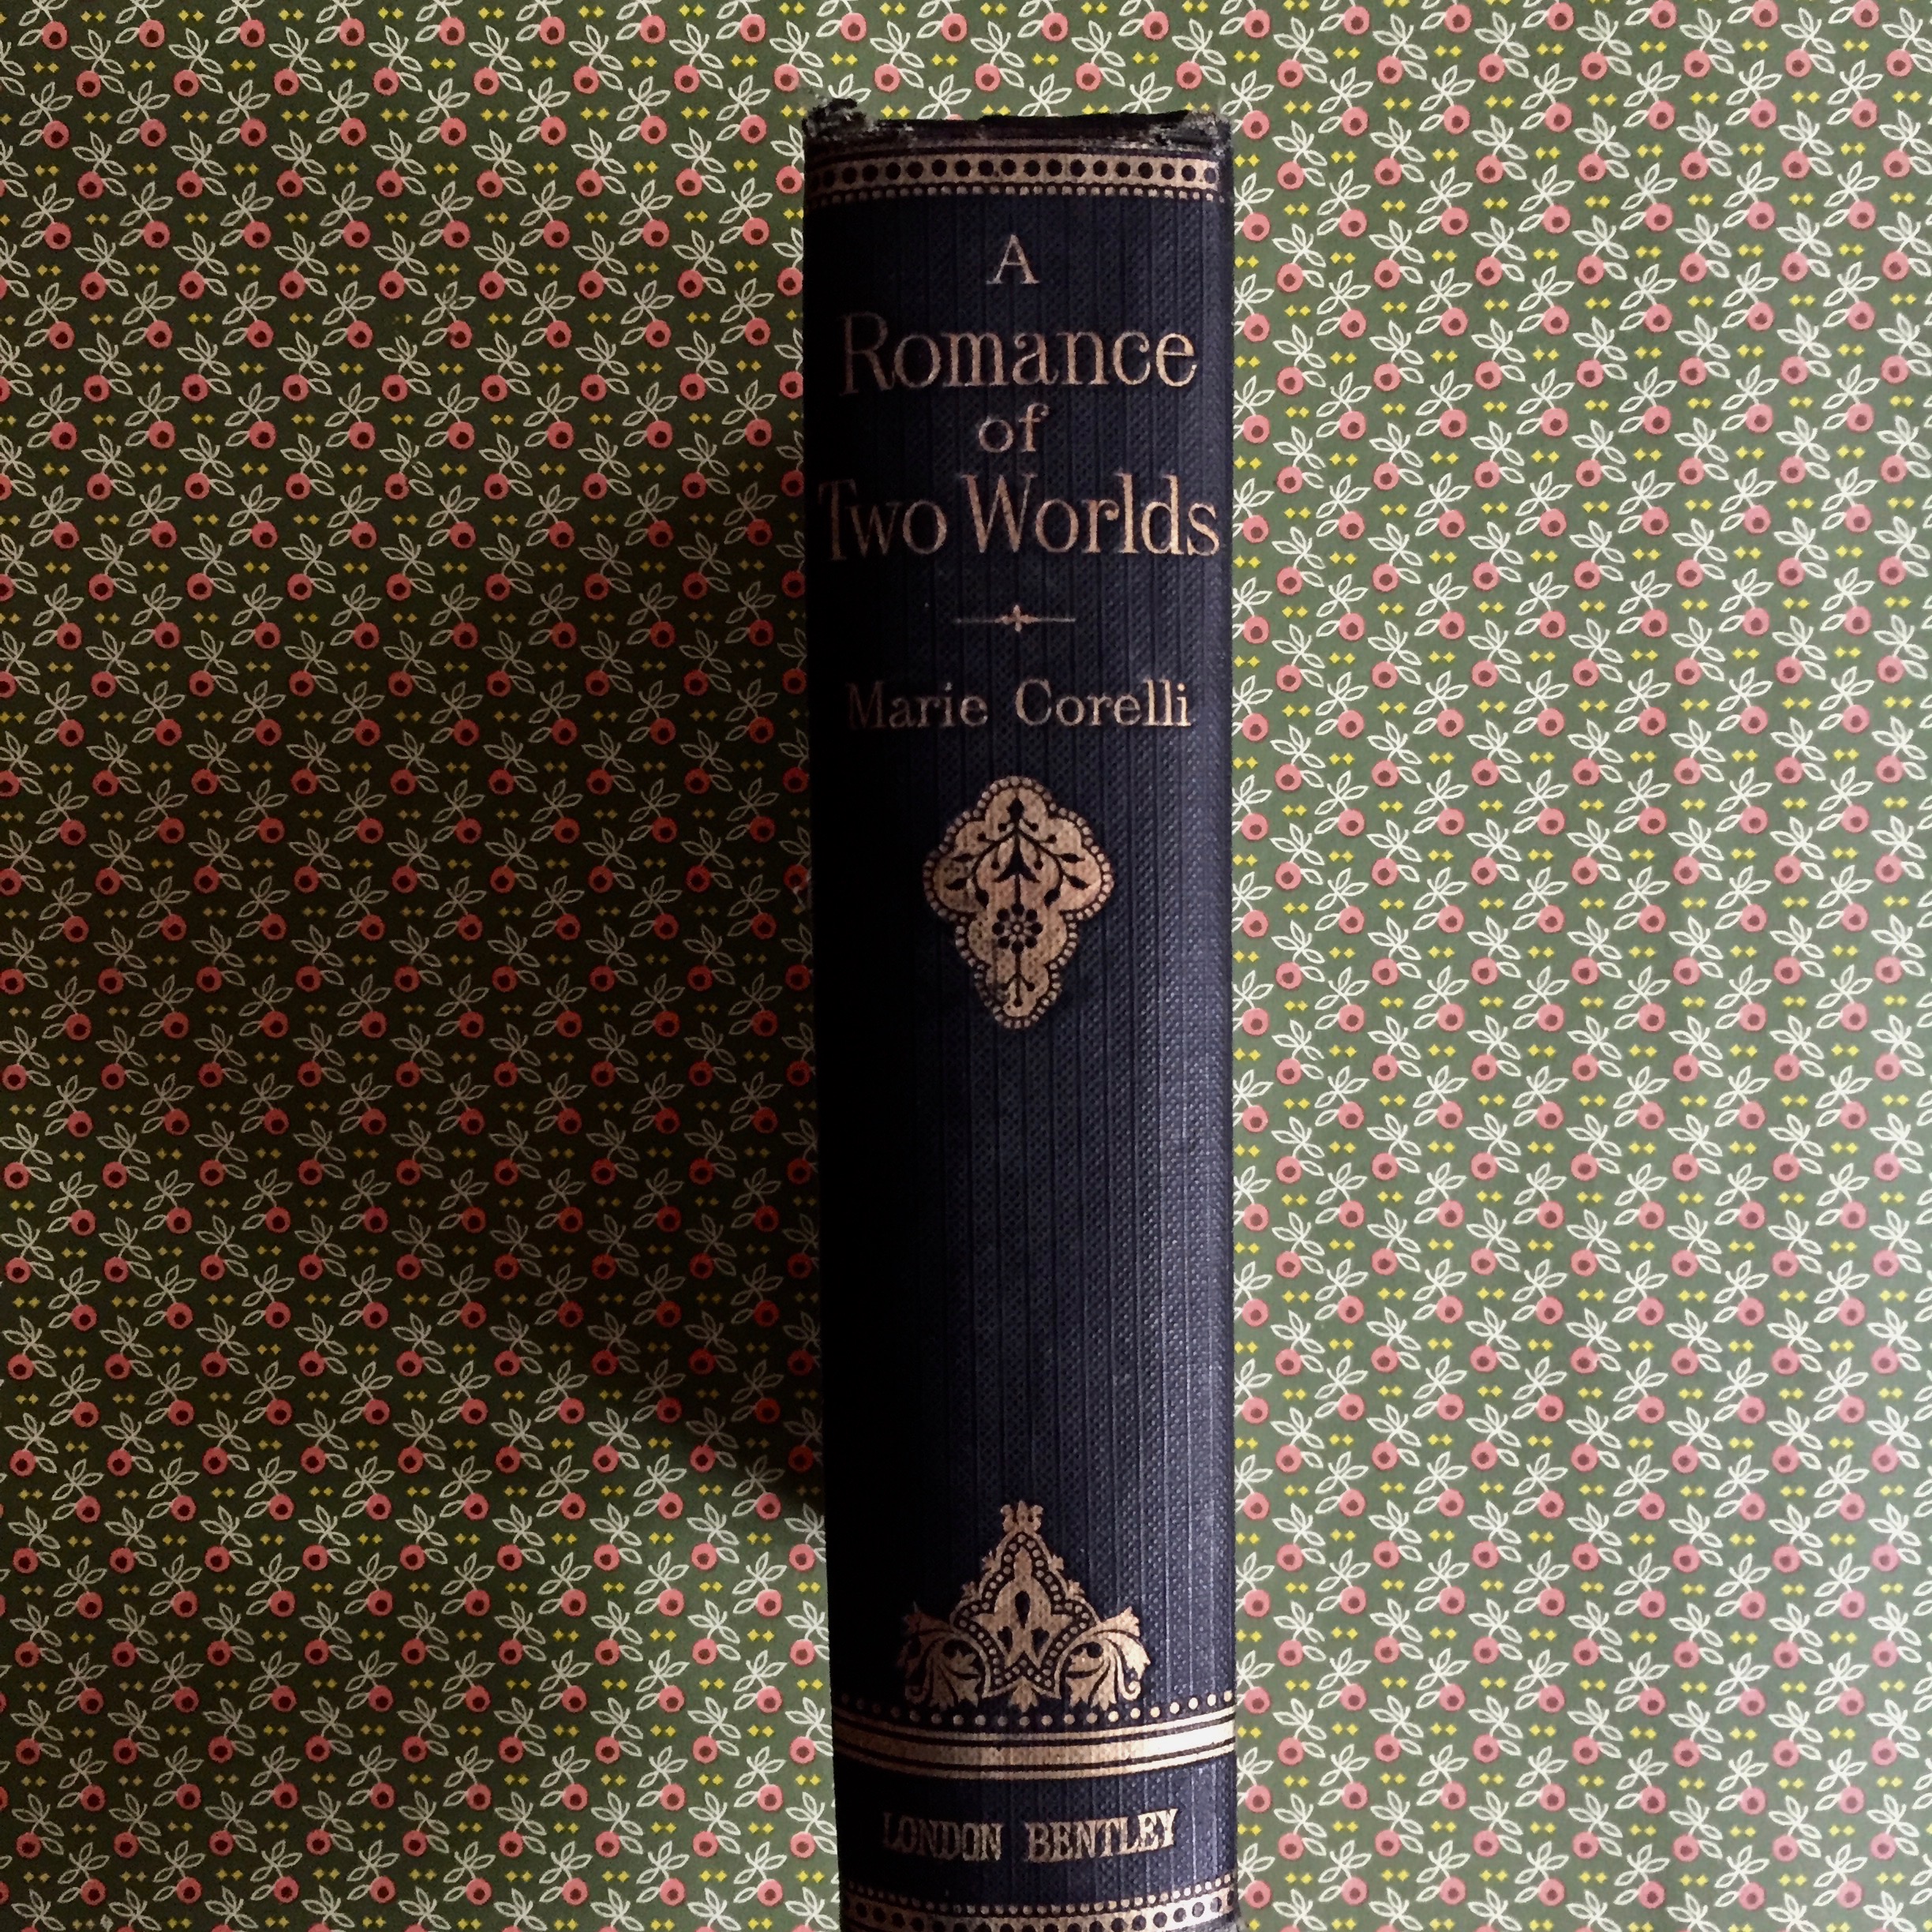 A
Romance
of
Two Worlds
Marie Corelli
LONDON BENTLEY